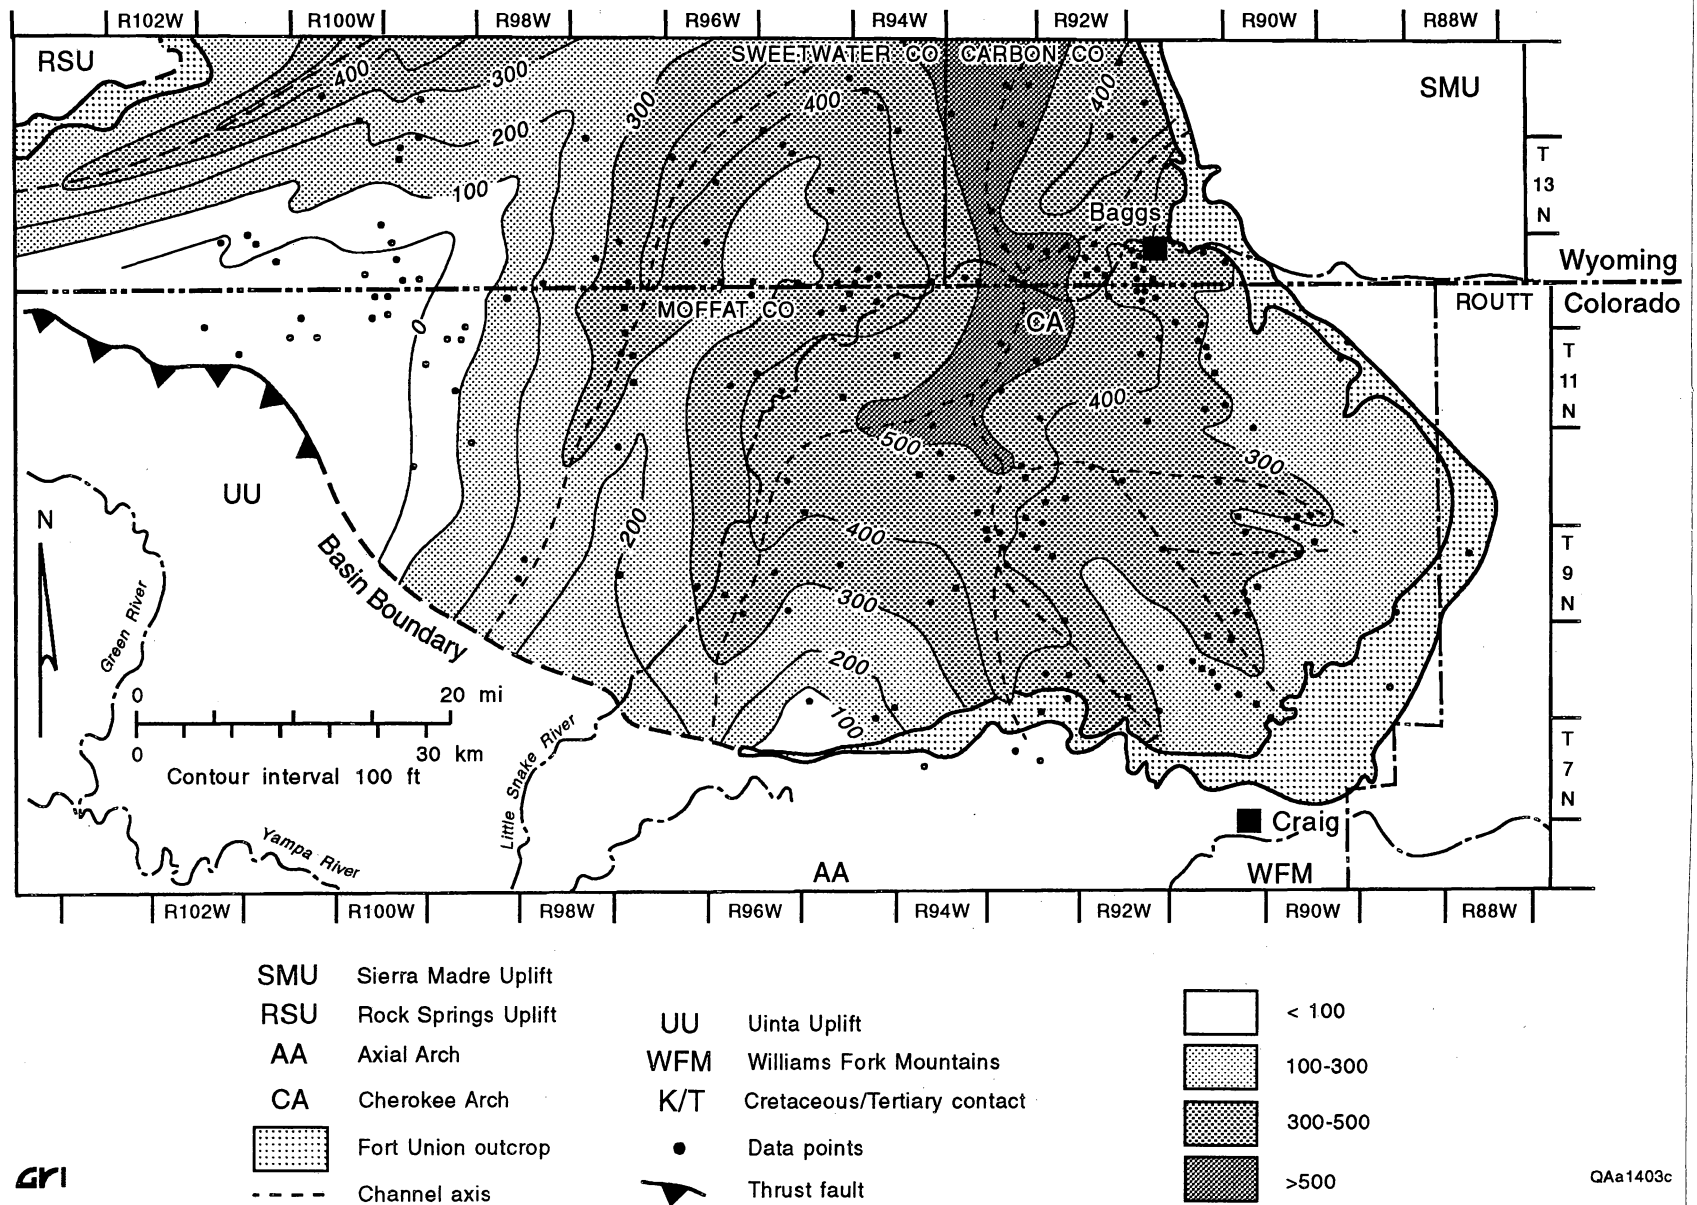 R102W R100W R98W R96W R94W R92W R90W R88W
RSU
400
300
SWEETWATER CO CARBON CO
400
SMU
300
400
200
100
T
13
N
Baggs
Wyoming
MOFFAT CO
ROUTT
Colorado
0
CA
T
11
N
400
500
300
UU
N
200
400
T
9
N
Basin Boundary
Green River
300
200
0 20 mi
100
0 30 km
Little Snake River
T
7
N
Contour interval 100 ft
Craig
Yampa River
AA
WFM
R102W R100W R98W R96W R94W R92W R90W R88W
SMU Sierra Madre Uplift
RSU Rock Springs Uplift
AA Axial Arch
CA Cherokee Arch
Fort Union outcrop
Channel axis
UU Uinta Uplift
WFM Williams Fork Mountains
K/T Cretaceous/Tertiary contact
Data points
Thrust fault
< 100
100-300
300-500
>500
GRI
QAa1403c